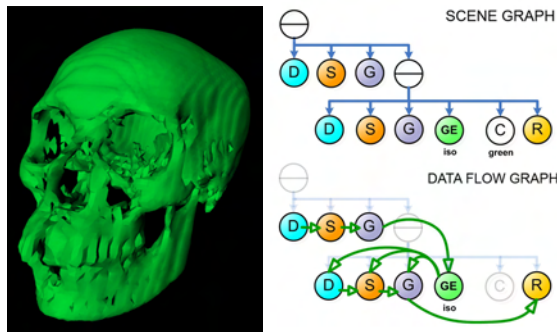 SCENE GRAPH
D S G
D S G GE C R
iso green
DATA FLOW GRAPH
D S G
D S G GE C R
iso